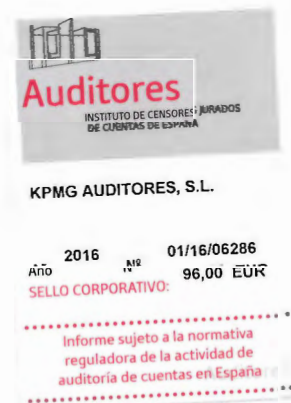 Auditores
INSTITUTO DE CENSORES JURADOS
DE CUENTAS DE ESPAÑA
KPMG AUDITORES, S.L.
Año 2016 Nº 01/16/06286
96,00 EUR
SELLO CORPORATIVO:
Informe sujeto a la normativa
reguladora de la actividad de
auditoría de cuentas en España